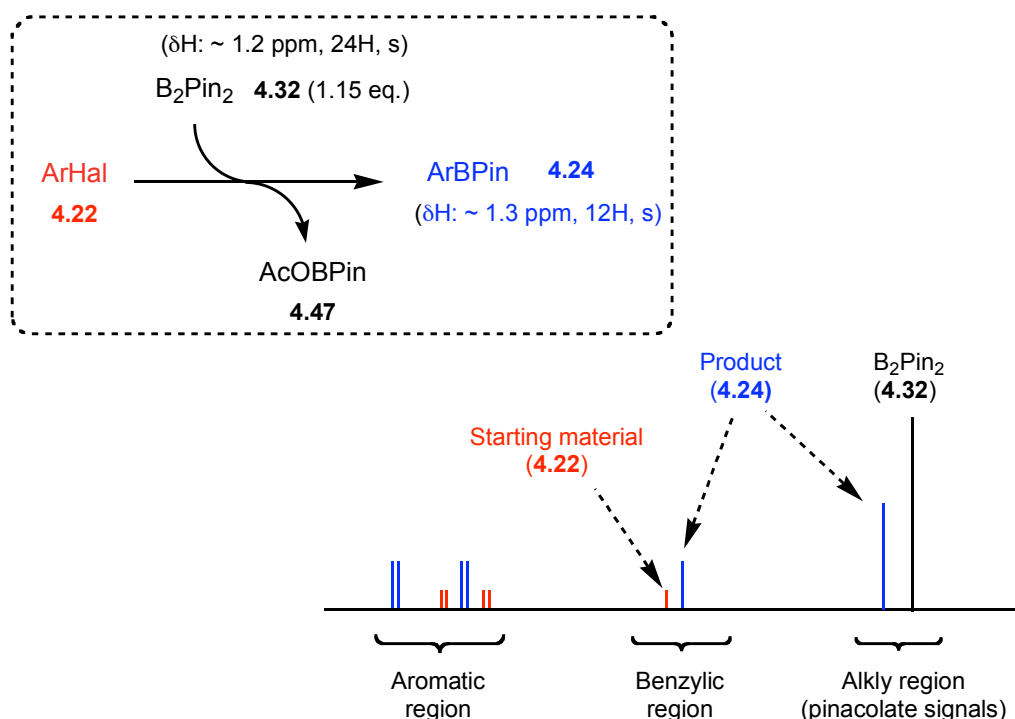 (δH: ~ 1.2 ppm, 24H, s)
B₂Pin₂ 4.32 (1.15 eq.)
ArHal
4.22
ArBPin 4.24
(δH: ~ 1.3 ppm, 12H, s)
AcOBPin
4.47
Product
(4.24)
B₂Pin₂
(4.32)
Starting material
(4.22)
Aromatic
region
Benzylic
region
Alkly region
(pinacolate signals)